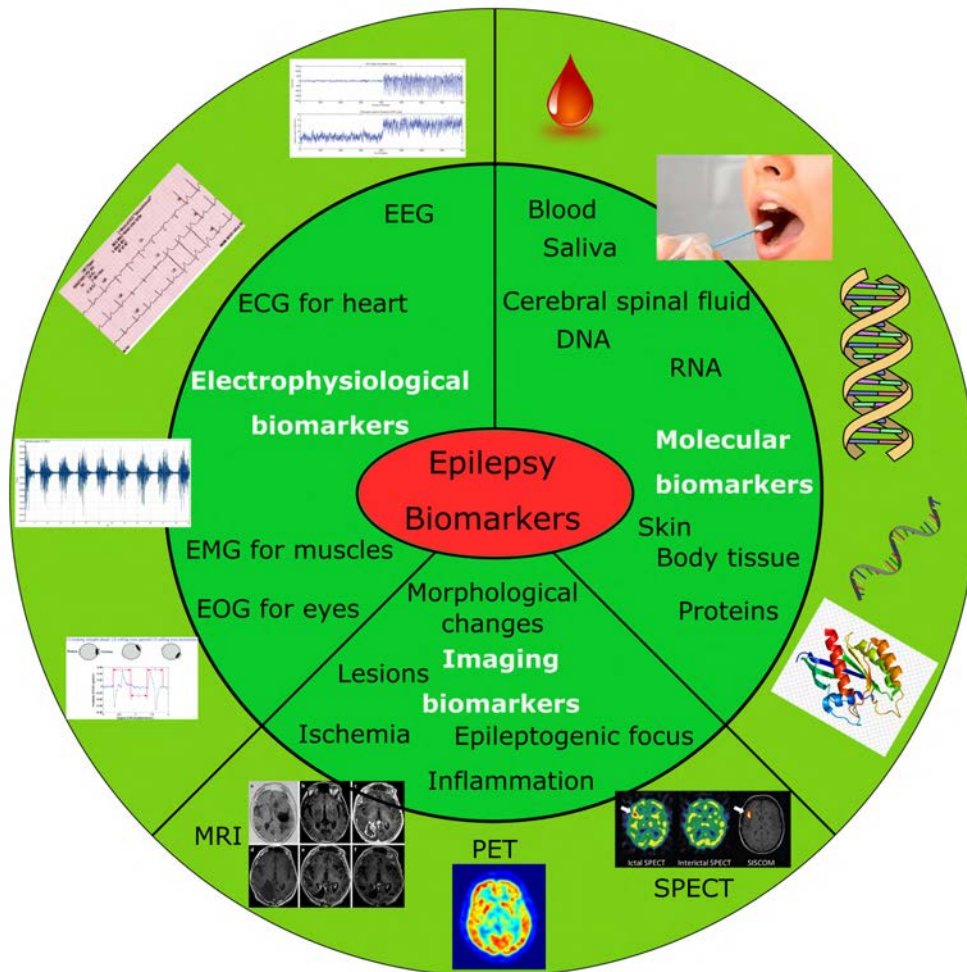 EEG
ECG for heart
Electrophysiological
biomarkers
EMG for muscles
EOG for eyes
Blood
Saliva
Cerebral spinal fluid
DNA
RNA
Molecular
biomarkers
Skin
Body tissue
Proteins
Epilepsy
Biomarkers
Morphological
changes
Imaging
biomarkers
Lesions
Ischemia
Epileptogenic focus
Inflammation
MRI
PET
Ictal SPECT
Interictal SPECT
SISCOM
SPECT